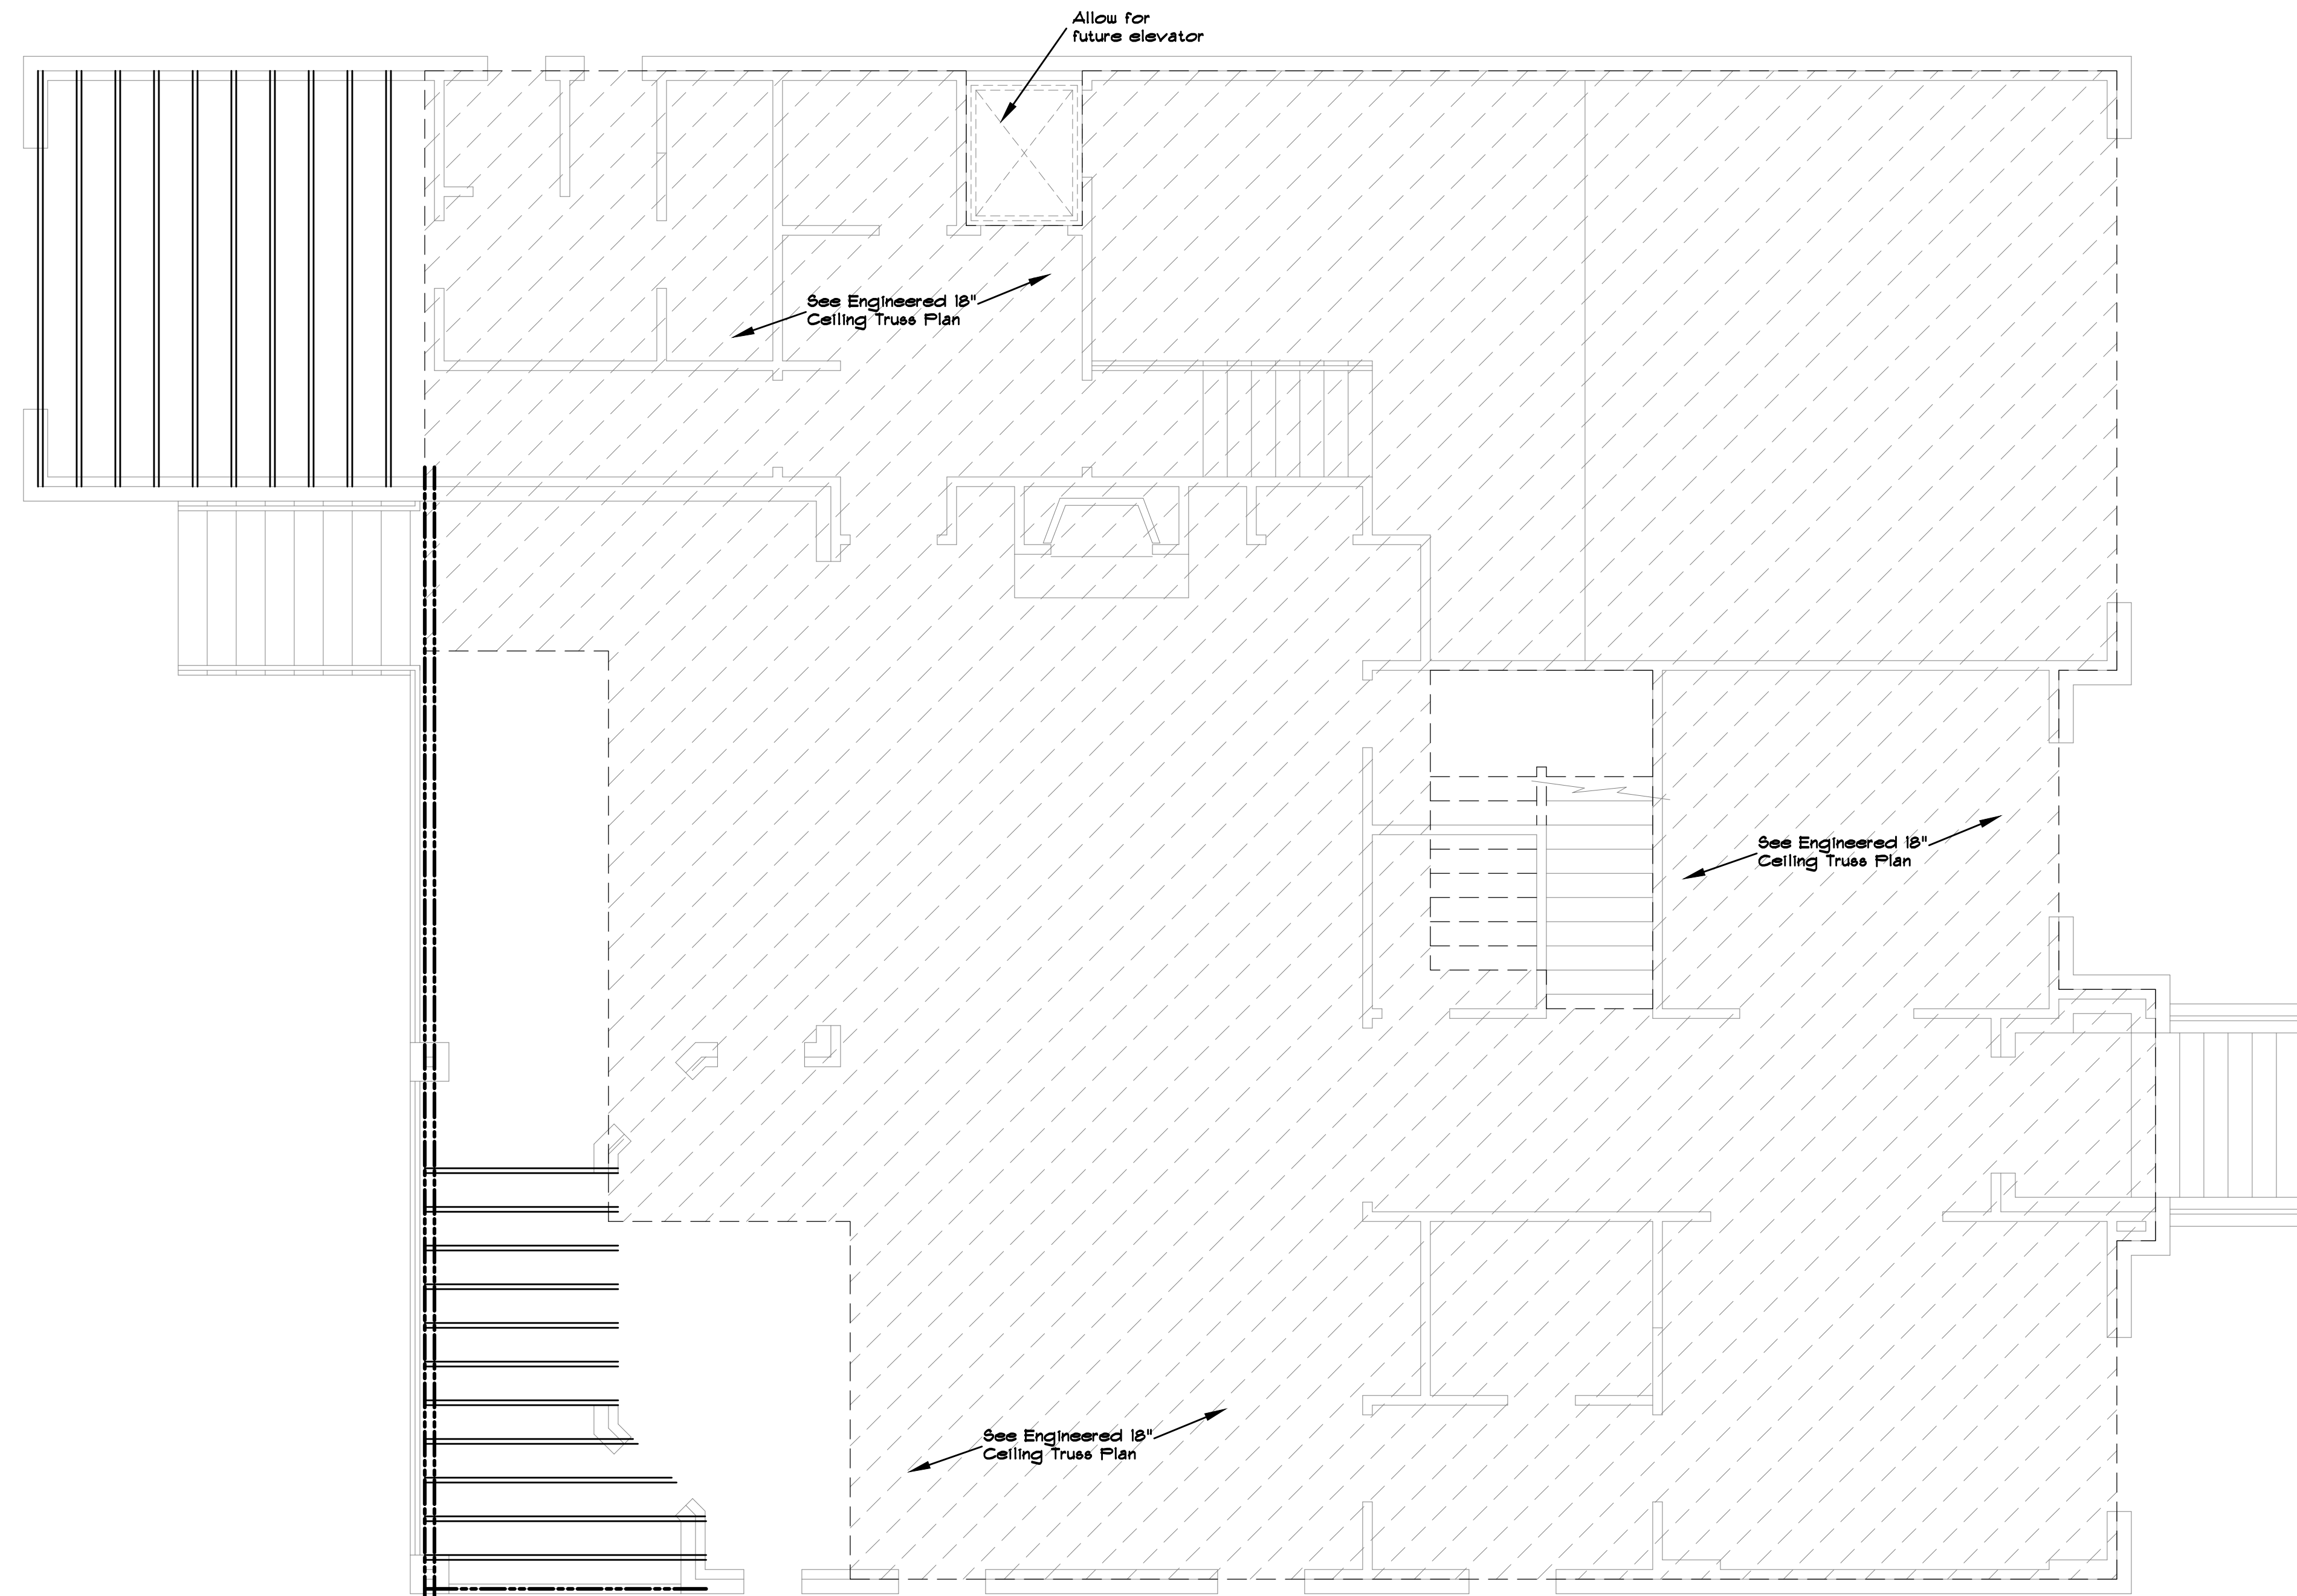 Allow for
future elevator
See Engineered 18"
Ceiling Truss Plan
See Engineered 18"
Ceiling Truss Plan
See Engineered 18"
Ceiling Truss Plan